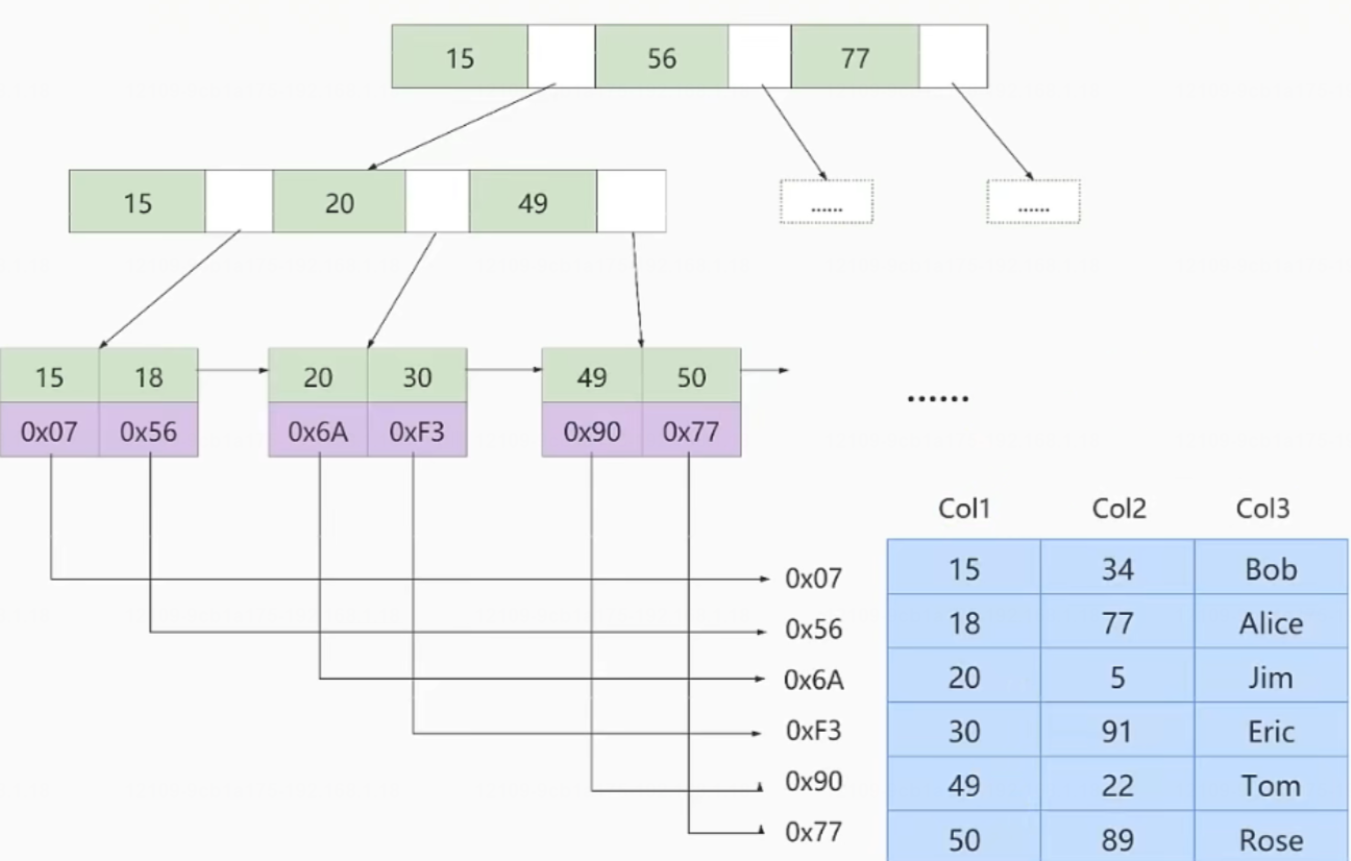 15 56 77
15 20 49
...... ......
15 18 20 30 49 50
0x07 0x56 0x6A 0xF3 0x90 0x77
......
Col1 Col2 Col3
0x07 15 34 Bob
0x56 18 77 Alice
0x6A 20 5 Jim
0xF3 30 91 Eric
0x90 49 22 Tom
0x77 50 89 Rose